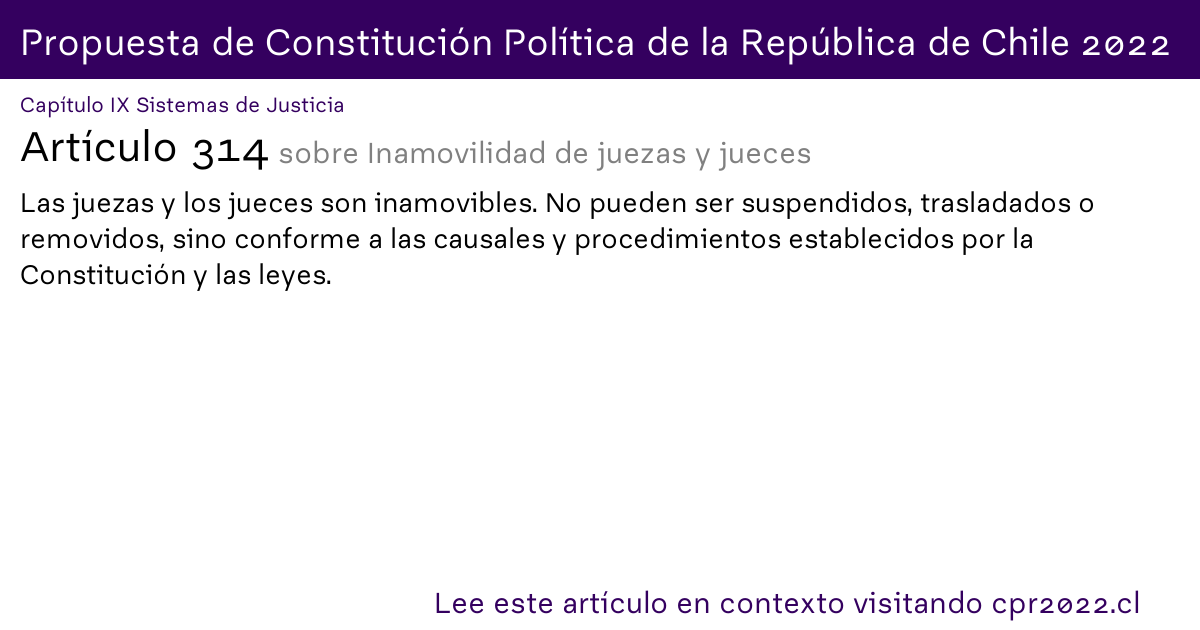 Propuesta de Constitución Política de la República de Chile 2022
Capítulo IX Sistemas de Justicia
Artículo 314 sobre Inamovilidad de juezas y jueces
Las juezas y los jueces son inamovibles. No pueden ser suspendidos, trasladados o
removidos, sino conforme a las causales y procedimientos establecidos por la
Constitución y las leyes.
Lee este artículo en contexto visitando cpr2022.cl